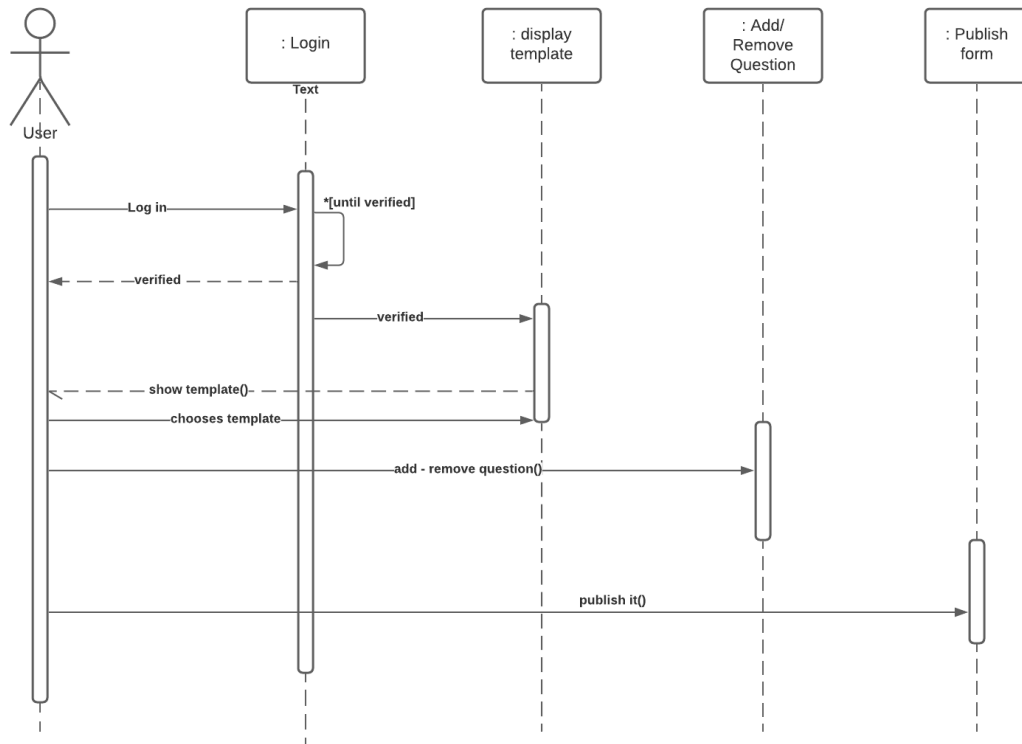 : Login
: display
template
: Add/
Remove
Question
: Publish
form
Text
User
*[until verified]
Log in
verified
verified
show template()
chooses template
add - remove question()
publish it()